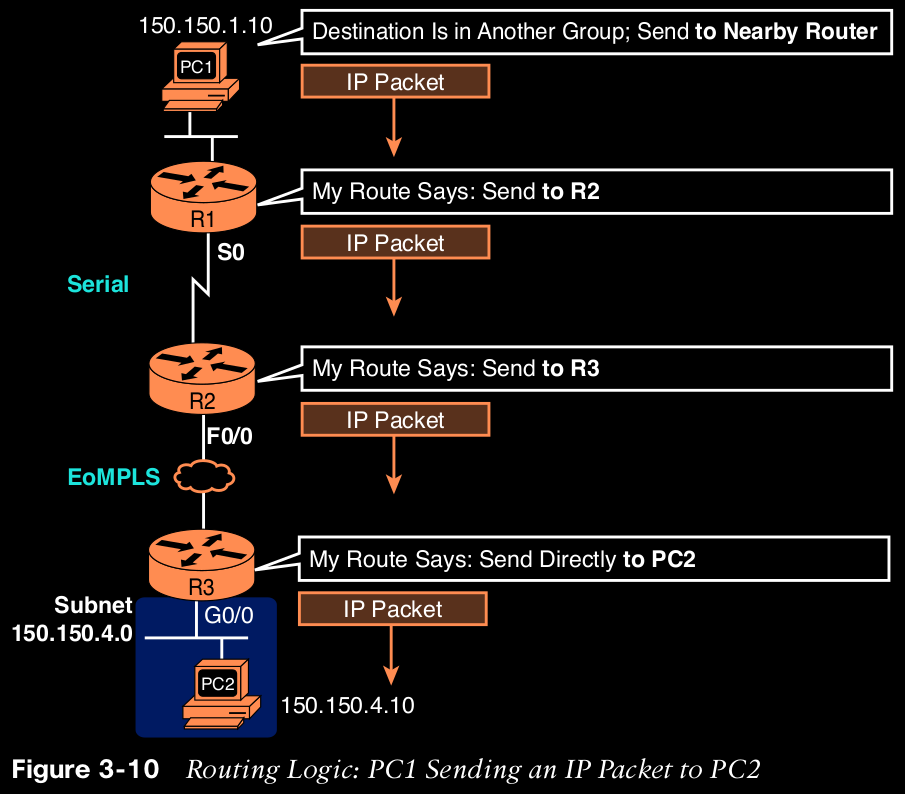 150.150.1.10
Destination Is in Another Group; Send to Nearby Router
PC1
IP Packet
My Route Says: Send to R2
R1
IP Packet
S0
Serial
My Route Says: Send to R3
R2
IP Packet
F0/0
EoMPLS
My Route Says: Send Directly to PC2
R3
IP Packet
Subnet
150.150.4.0
G0/0
PC2
150.150.4.10
Figure 3-10 Routing Logic: PC1 Sending an IP Packet to PC2